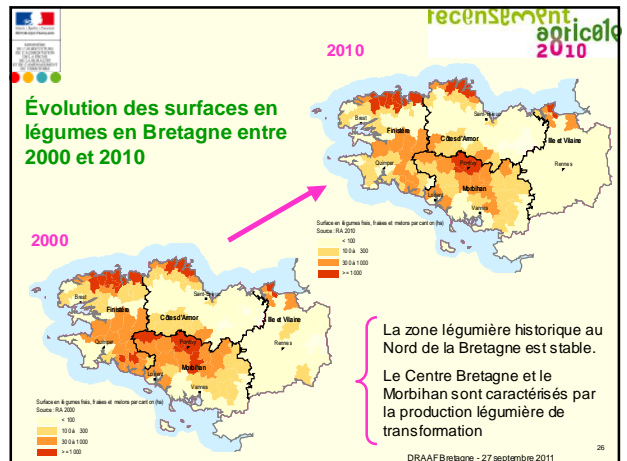 recensement
agricole
2010
2010
Évolution des surfaces en
légumes en Bretagne entre
2000 et 2010
Brest
Saint-Brieuc
Finistère
Côtes d'Armor
Ille et Vilaine
Quimper
Pontivy
Rennes
Morbihan
Lorient
Vannes
Surface en légumes frais, fraises et melons par canton (ha)
Source : RA 2010
< 100
100 à 300
300 à 1 000
>= 1 000
2000
Brest
Saint-Brieuc
Finistère
Côtes d'Armor
Ille et Vilaine
Quimper
Pontivy
Rennes
Morbihan
Lorient
Vannes
Surface en légumes frais, fraises et melons par canton (ha)
Source : RA 2000
< 100
100 à 300
300 à 1 000
>= 1 000
La zone légumière historique au
Nord de la Bretagne est stable.
Le Centre Bretagne et le
Morbihan sont caractérisés par
la production légumière de
transformation
26
DRAAF Bretagne - 27 septembre 2011